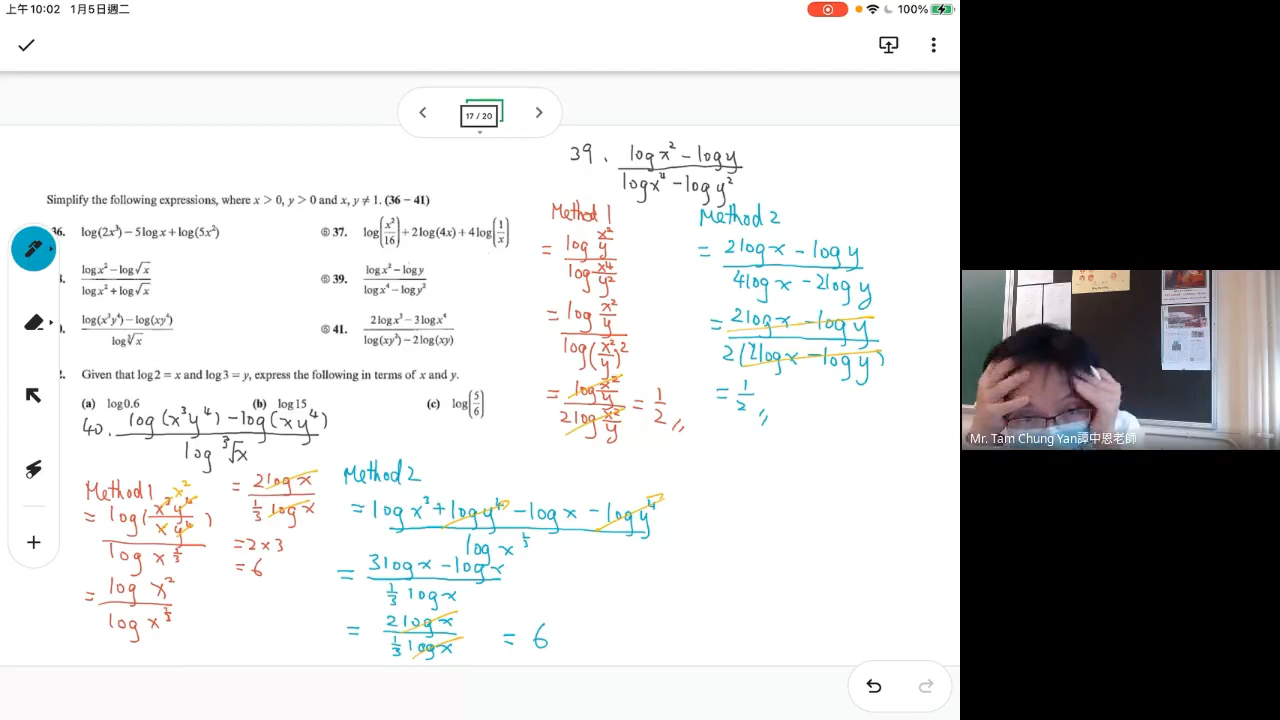 上午10:02 1月5日週二
100%
17 / 20
Simplify the following expressions, where x > 0, y > 0 and x, y ≠ 1. (36 – 41)
36. log(2x³) – 5log x + log(5x²)
37. log(x²/16) + 2log(4x) + 4log(1/x)
(log x² – log√x)/(log x² + log√x)
39. (log x² – log y)/(log x⁴ – log y²)
(log(x³y⁴) – log(xy⁴))/(log ∛x)
41. (2log x³ – 3log x⁴)/(log(xy²) – 2log(xy))
2. Given that log 2 = x and log 3 = y, express the following in terms of x and y.
(a) log 0.6 (b) log 15 (c) log(5/6)
39. (log x² – log y)/(log x⁴ – log y²)
Method 1
= (log x²/y)/(log x⁴/y²)
= (log x²/y)/(log (x²/y)²)
= (log x²/y)/(2 log x²/y) = 1/2 //
Method 2
= (2log x – log y)/(4log x – 2log y)
= (2log x – log y)/(2(2log x – log y))
= 1/2 //
40. (log (x³y⁴) – log (xy⁴))/(log ∛x)
Method 1
= (log (x³y⁴/xy⁴))/(log x^1/3) x²
= (log x²)/(log x^1/3)
= (2log x)/(1/3 log x)
= 2×3
= 6
Method 2
= (log x³ + log y⁴ – log x – log y⁴)/(log x^1/3)
= (3log x – log x)/(1/3 log x)
= (2log x)/(1/3 log x) = 6
Mr. Tam Chung Yan譚中恩老師